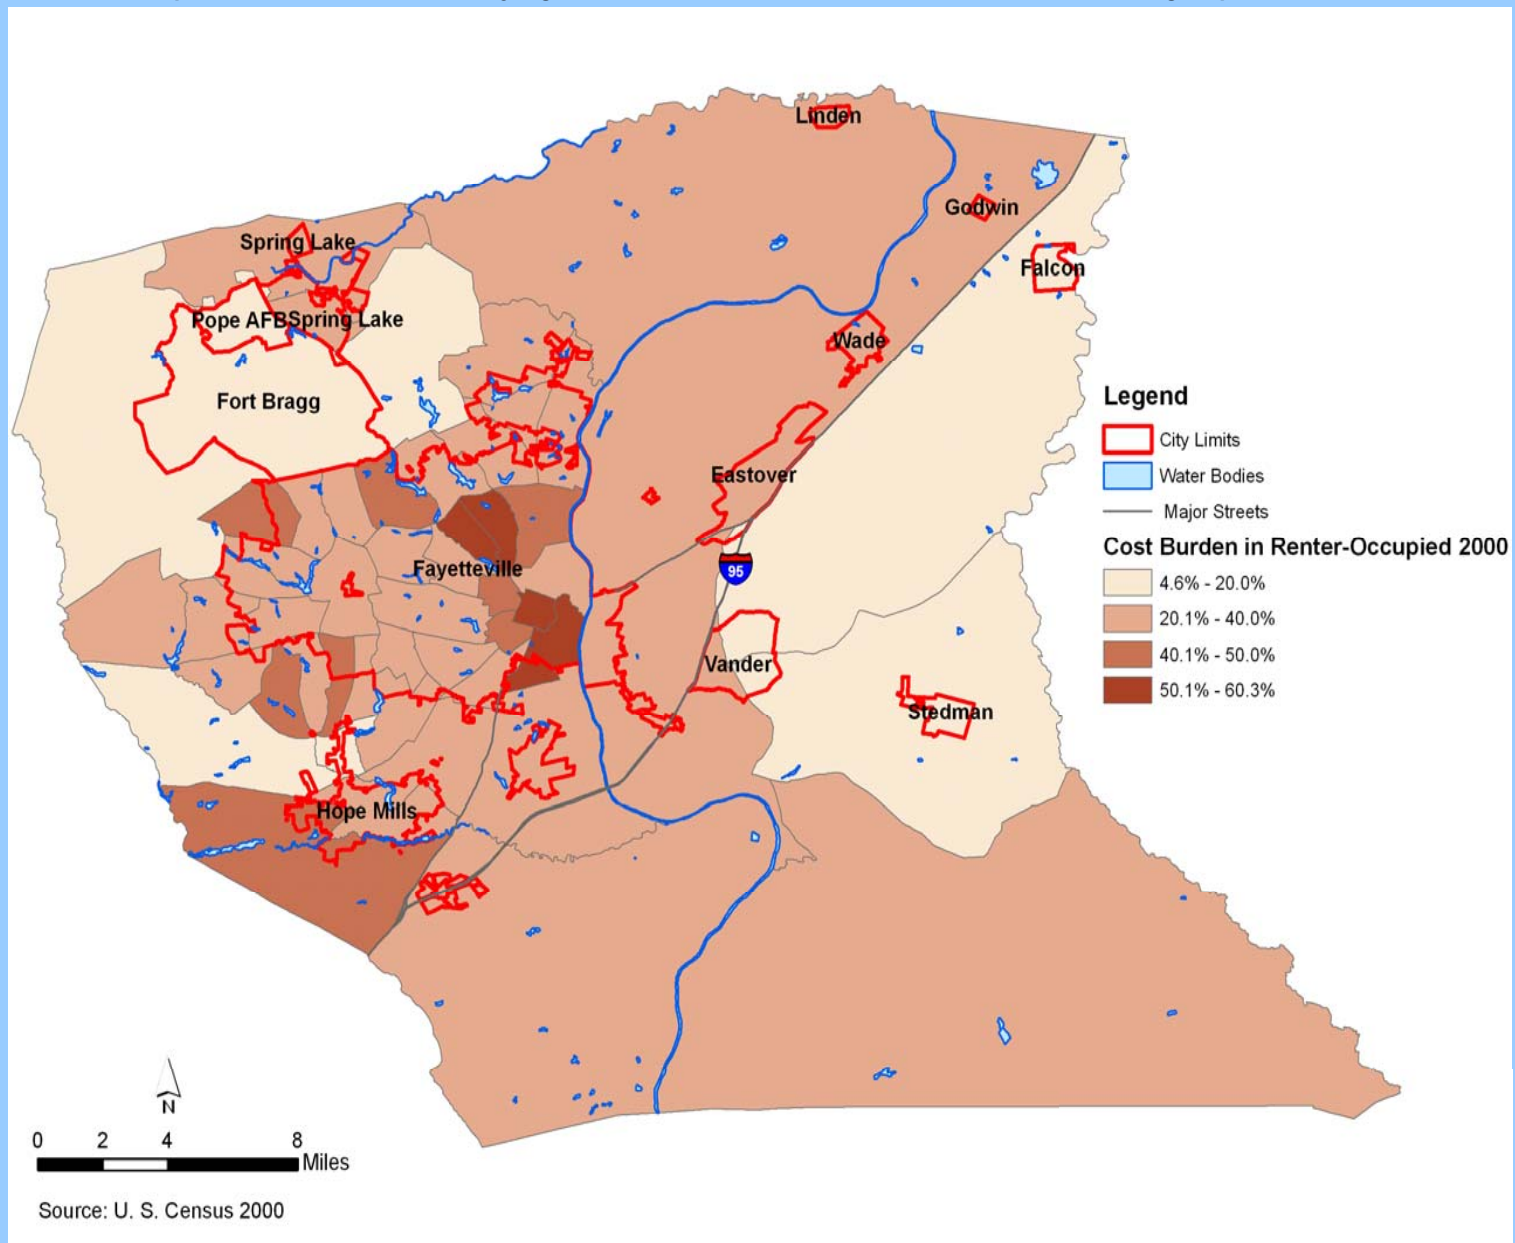 Linden
Godwin
Spring Lake
Falcon
Pope AFB
Spring Lake
Wade
Fort Bragg
Legend
City Limits
Eastover
Water Bodies
Major Streets
Cost Burden in Renter-Occupied 2000
Fayetteville
95
4.6% - 20.0%
20.1% - 40.0%
40.1% - 50.0%
Vander
50.1% - 60.3%
Stedman
Hope Mills
N
0 2 4 8
Miles
Source: U. S. Census 2000